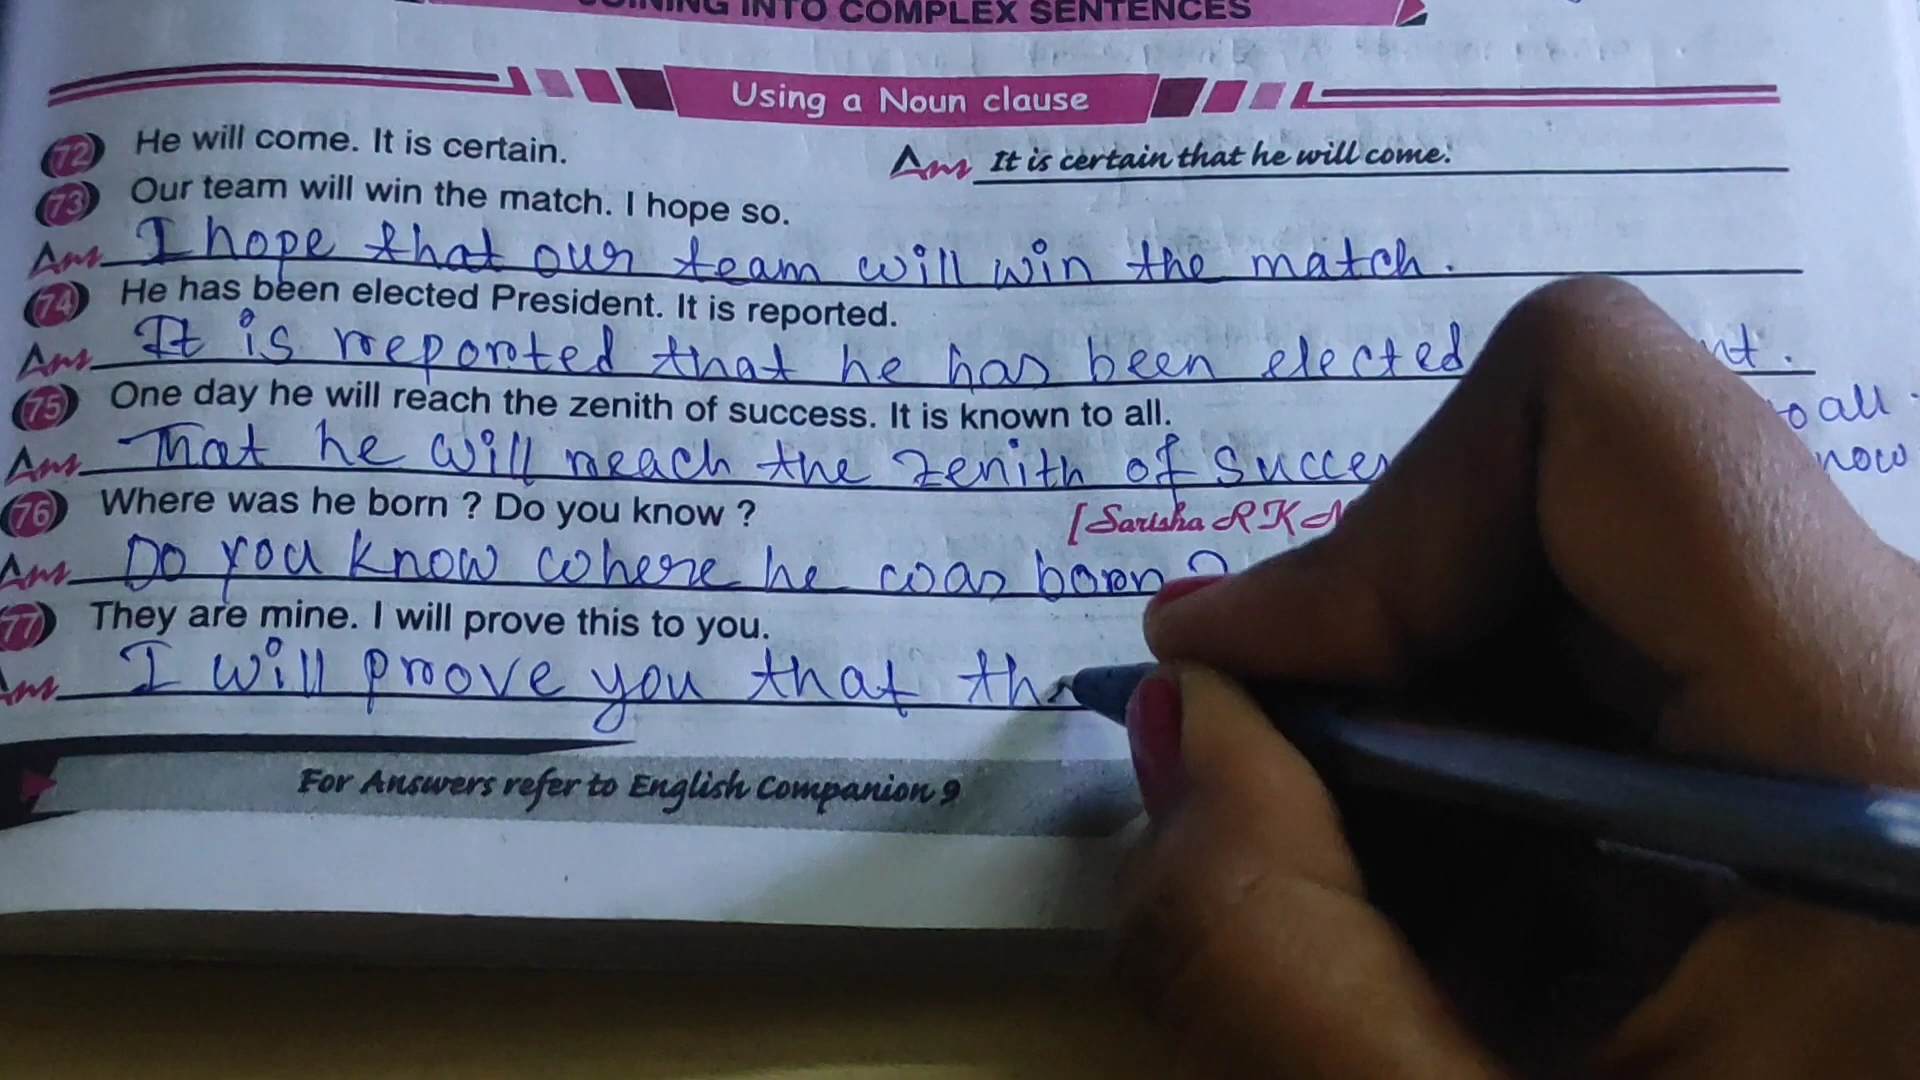 JOINING INTO COMPLEX SENTENCES
Using a Noun clause
72 He will come. It is certain.
Ans It is certain that he will come.
73 Our team will win the match. I hope so.
Ans I hope that our team will win the match.
74 He has been elected President. It is reported.
Ans It is reported that he has been elected
75 One day he will reach the zenith of success. It is known to all.
to all.
Ans That he will reach the zenith of
76 Where was he born ? Do you know ?
[Sarisha R K
Ans Do you know where he was born?
77 They are mine. I will prove this to you.
Ans I will prove you that
For Answers refer to English Companion 9